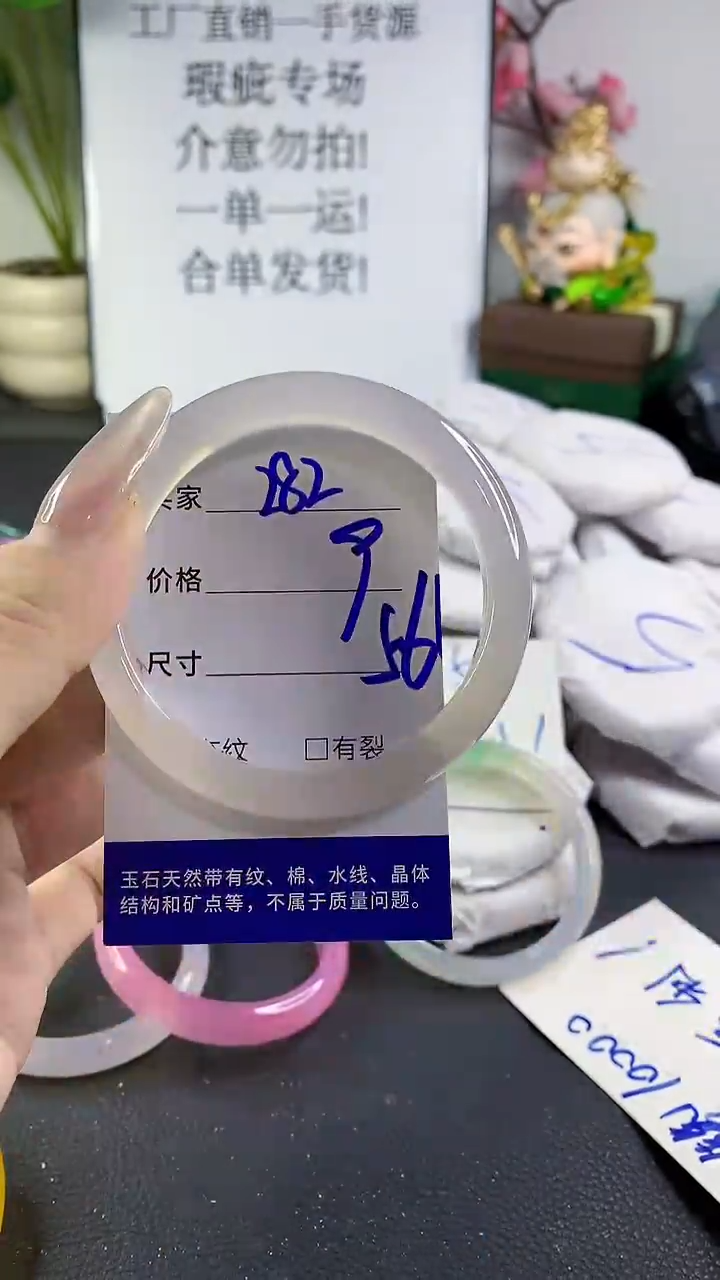 工厂直销一手货源
瑕疵专场
介意勿拍!
一单一运!
合单发货!
家 282
价格
尺寸 56
纹 □有裂
玉石天然带有纹、棉、水线、晶体
结构和矿点等，不属于质量问题。
10000